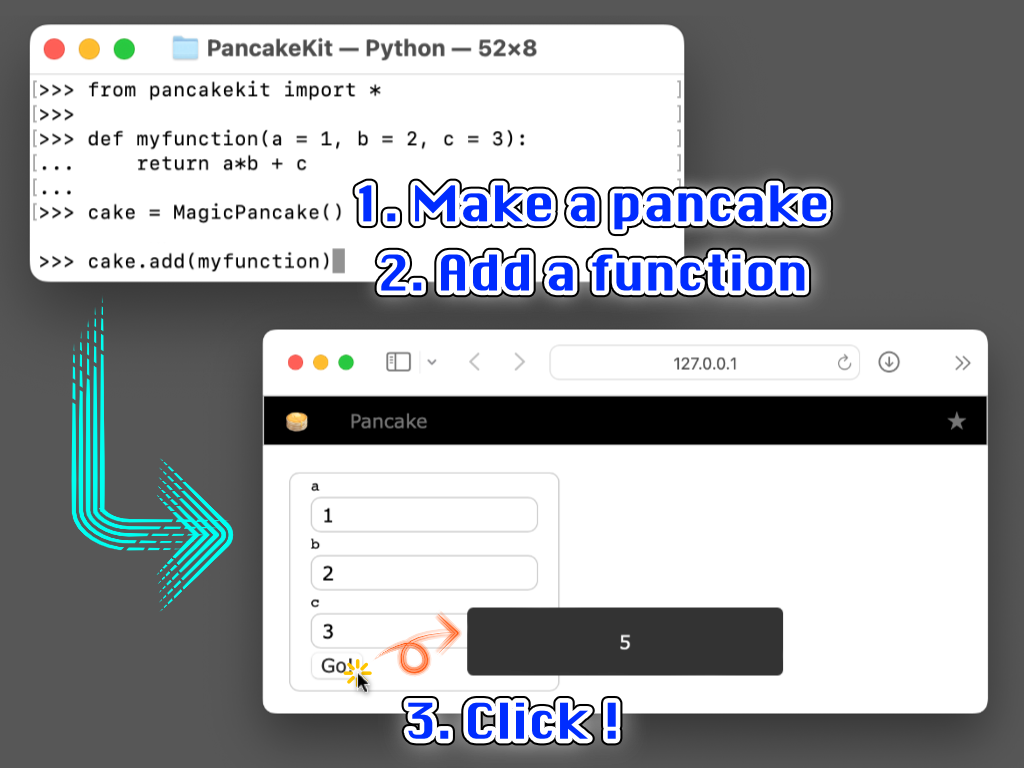 PancakeKit — Python — 52×8
[>>> from pancakekit import * ]
[>>> ]
[>>> def myfunction(a = 1, b = 2, c = 3): ]
[...     return a*b + c ]
[... ]
[>>> cake = MagicPancake()
1. Make a pancake
>>> cake.add(myfunction)
2. Add a function
127.0.0.1
Pancake
a
1
b
2
c
3
5
Go!
3. Click !